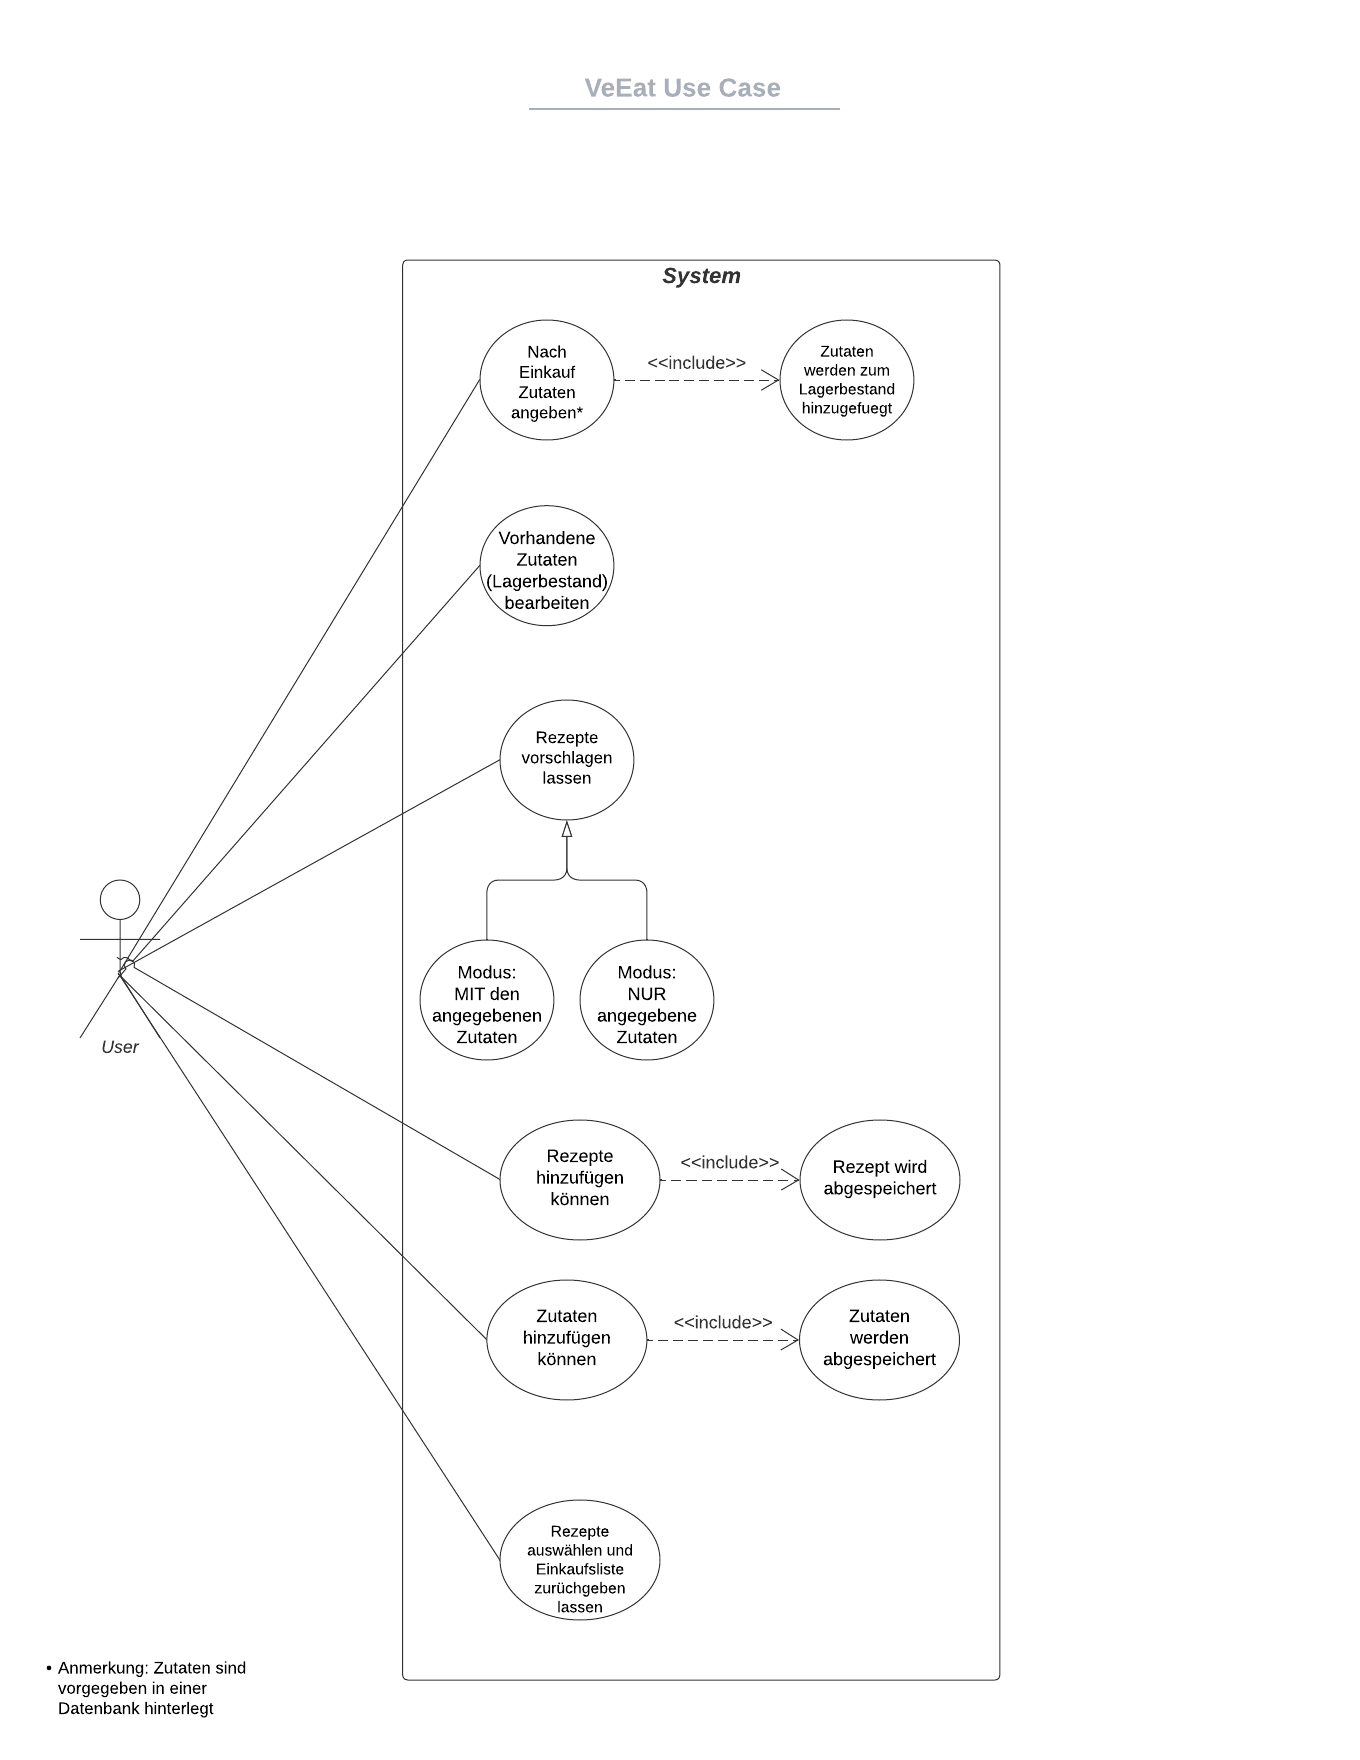 VeEat Use Case
System
Nach
Einkauf
Zutaten
angeben*
<<include>>
Zutaten
werden zum
Lagerbestand
hinzugefuegt
Vorhandene
Zutaten
(Lagerbestand)
bearbeiten
Rezepte
vorschlagen
lassen
Modus:
MIT den
angegebenen
Zutaten
Modus:
NUR
angegebene
Zutaten
User
Rezepte
hinzufügen
können
<<include>>
Rezept wird
abgespeichert
Zutaten
hinzufügen
können
<<include>>
Zutaten
werden
abgespeichert
Rezepte
auswählen und
Einkaufsliste
zurüchgeben
lassen
• Anmerkung: Zutaten sind
vorgegeben in einer
Datenbank hinterlegt